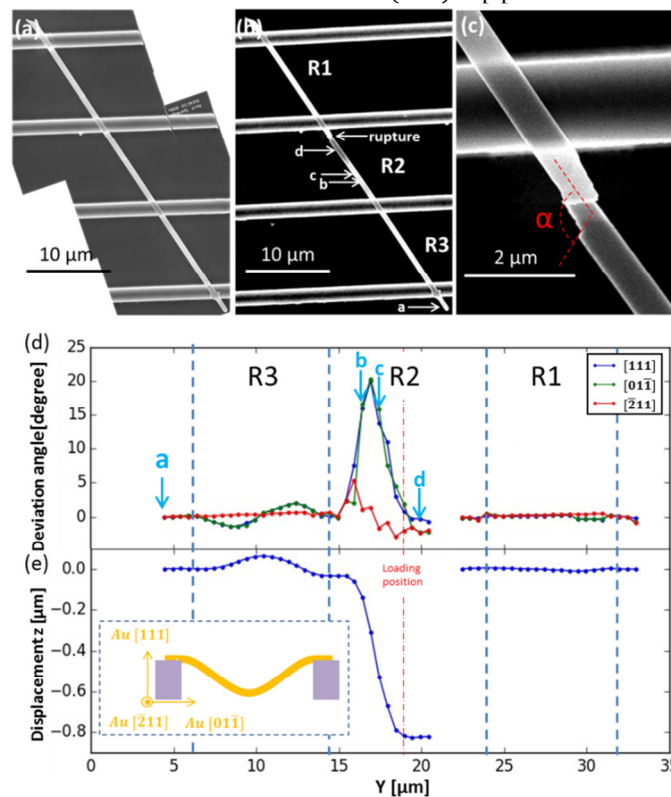 (a)
10 µm
(b)
R1
rupture
d
R2
c
b
R3
a
10 µm
(c)
α
2 µm
(d)
25
20
15
10
5
0
Deviation angle[degree]
R3
R2
R1
a
b
c
d
[111]
[011̅]
[2̅11]
(e)
0.0
−0.2
−0.4
−0.6
−0.8
Displacement z [µm]
Loading
position
Au [111]
Au [2̅11]
Au [011̅]
0
5
10
15
20
25
30
35
Y [µm]